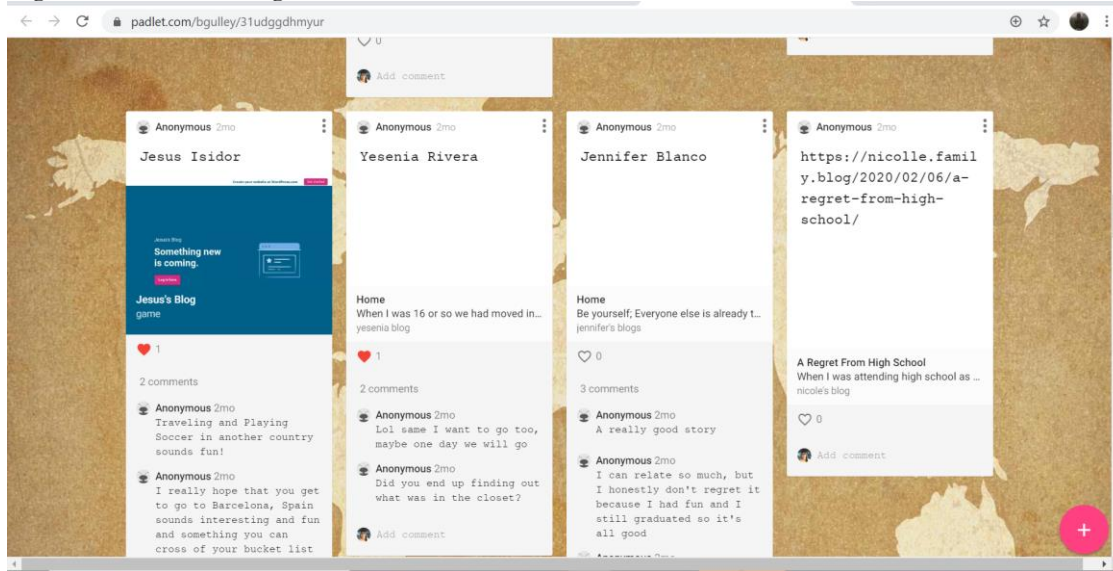 padlet.com/bgulley/31udggdhmyur
0
Add comment
Anonymous 2mo
Jesus Isidor
Jesus's Blog
Something new
is coming.
Jesus's Blog
game
1
2 comments
Anonymous 2mo
Traveling and Playing
Soccer in another country
sounds fun!
Anonymous 2mo
I really hope that you get
to go to Barcelona, Spain
sounds interesting and fun
and something you can
cross of your bucket list
Anonymous 2mo
Yesenia Rivera
Home
When I was 16 or so we had moved in...
yesenia blog
1
2 comments
Anonymous 2mo
Lol same I want to go too,
maybe one day we will go
Anonymous 2mo
Did you end up finding out
what was in the closet?
Add comment
Anonymous 2mo
Jennifer Blanco
Home
Be yourself; Everyone else is already t...
jennifer's blogs
0
3 comments
Anonymous 2mo
A really good story
Anonymous 2mo
I can relate so much, but
I honestly don't regret it
because I had fun and I
still graduated so it's
all good
Anonymous 2mo
https://nicolle.famil
y.blog/2020/02/06/a-
regret-from-high-
school/
A Regret From High School
When I was attending high school as ...
nicole's blog
0
Add comment